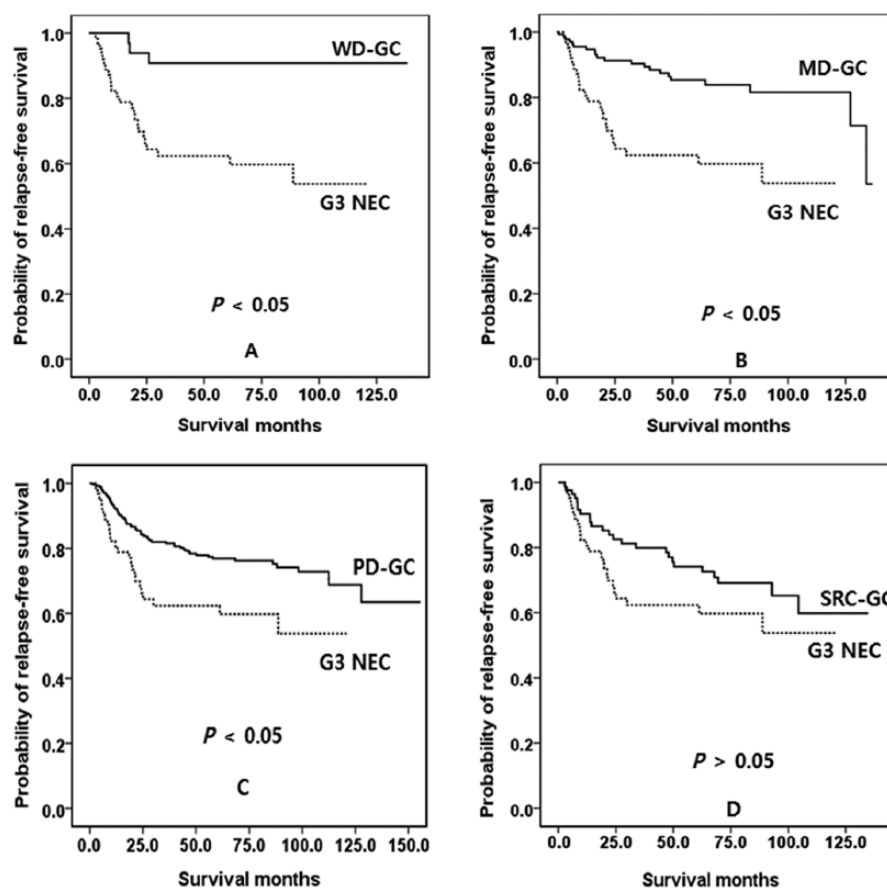 Probability of relapse-free survival
1.0
0.8
0.6
0.4
0.2
0.0
WD-GC
G3 NEC
P < 0.05
A
0.0 25.0 50.0 75.0 100.0 125.0
Survival months
Probability of relapse-free survival
1.0
0.8
0.6
0.4
0.2
0.0
MD-GC
G3 NEC
P < 0.05
B
0.0 25.0 50.0 75.0 100.0 125.0
Survival months
Probability of relapse-free survival
1.0
0.8
0.6
0.4
0.2
0.0
PD-GC
G3 NEC
P < 0.05
C
0.0 25.0 50.0 75.0 100.0 125.0 150.0
Survival months
Probability of relapse-free survival
1.0
0.8
0.6
0.4
0.2
0.0
SRC-GC
G3 NEC
P > 0.05
D
0.0 25.0 50.0 75.0 100.0 125.0
Survival months